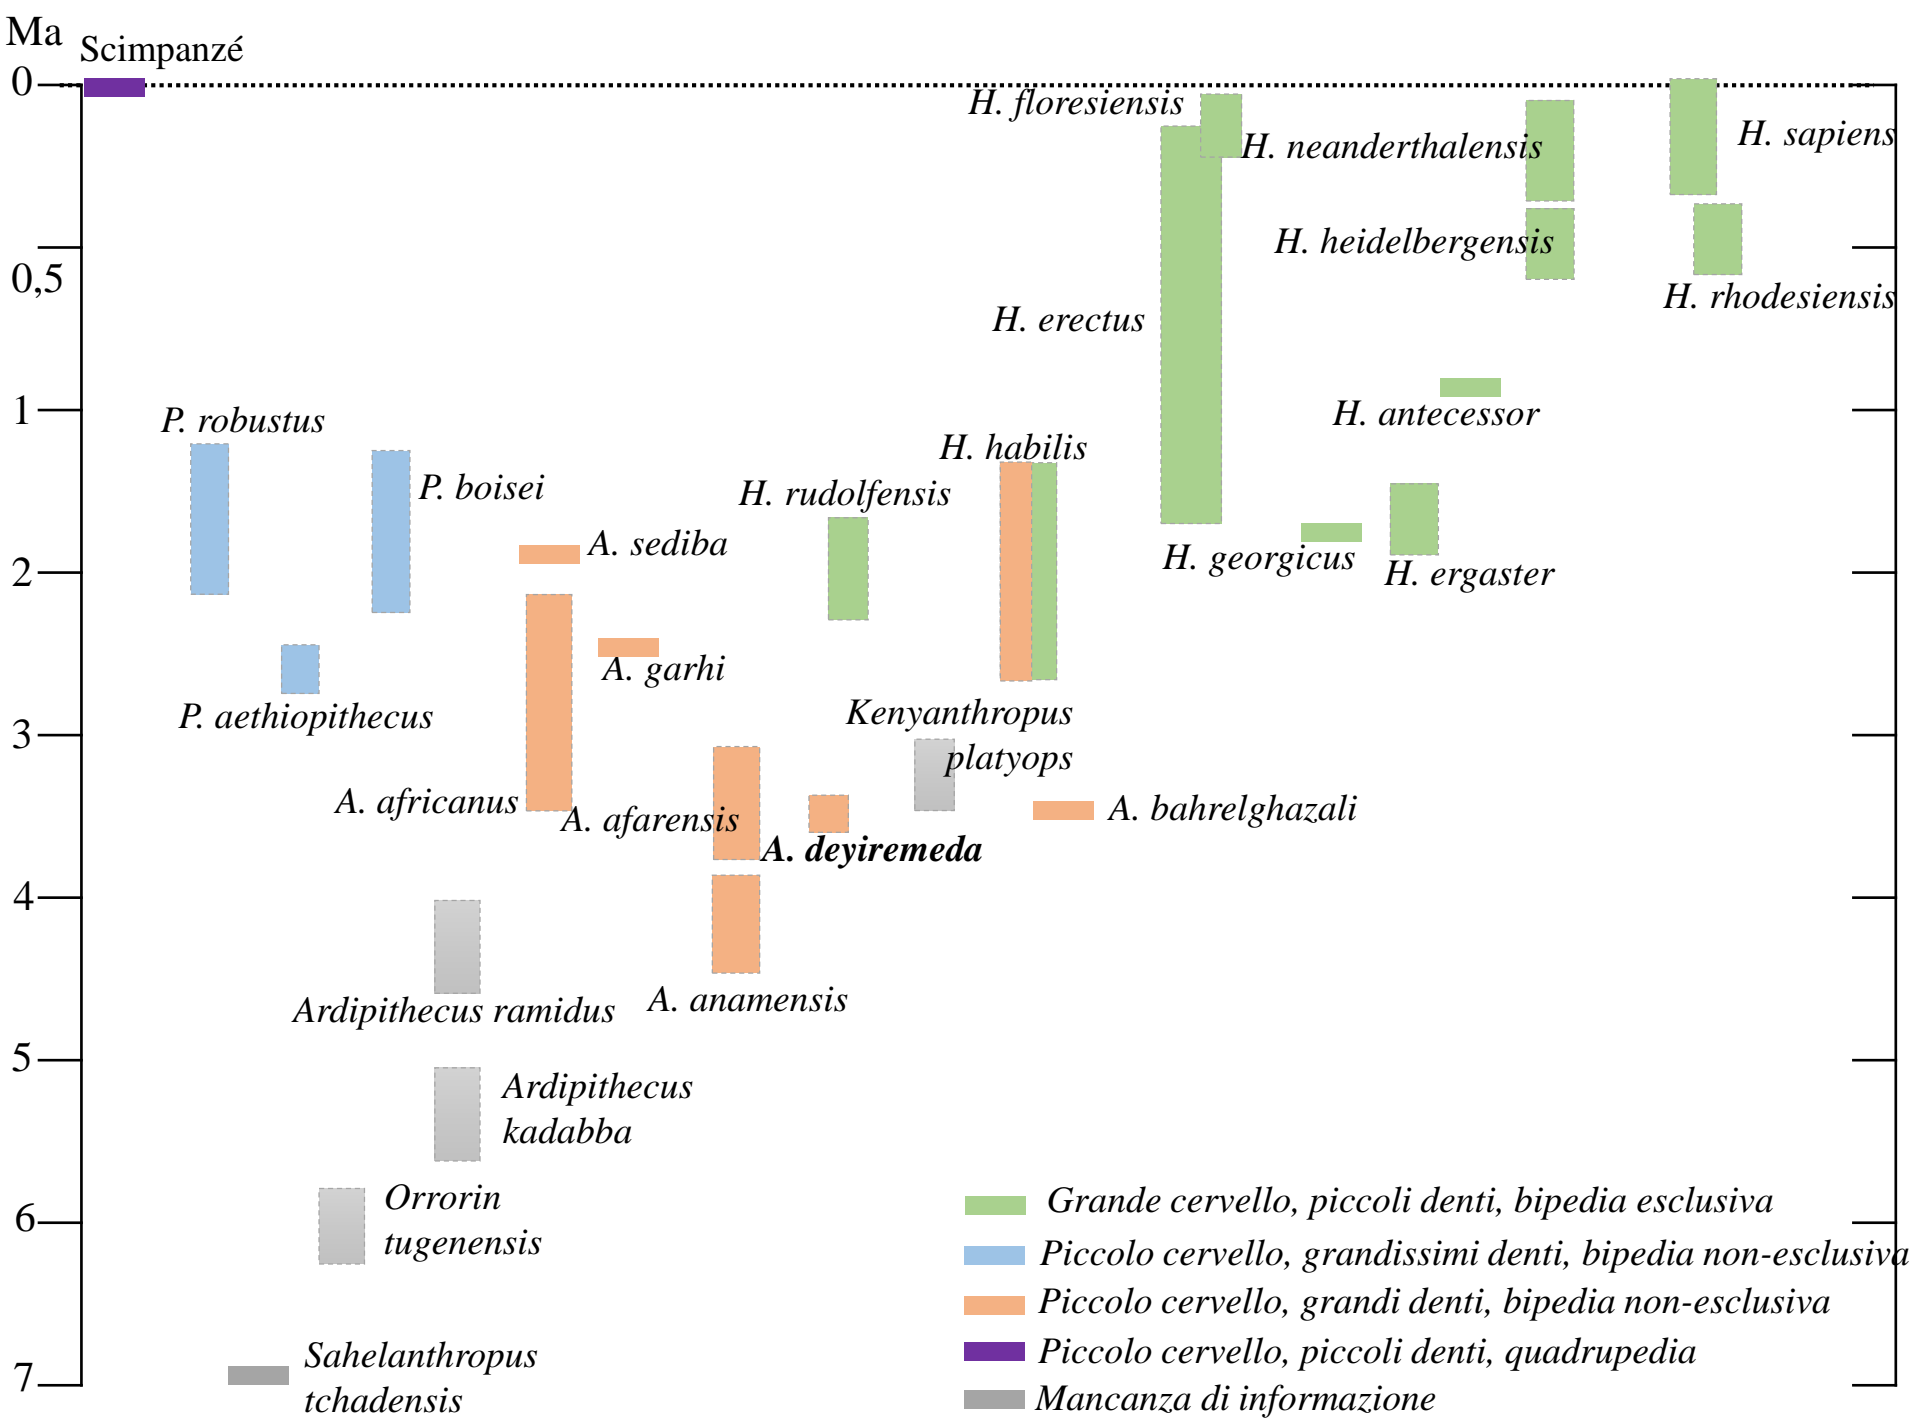 Ma
Scimpanzé
0
H. floresiensis
H. neanderthalensis
H. sapiens
H. heidelbergensis
0,5
H. rhodesiensis
H. erectus
1
P. robustus
H. antecessor
H. habilis
P. boisei
H. rudolfensis
A. sediba
H. georgicus
2
H. ergaster
A. garhi
P. aethiopithecus
Kenyanthropus
platyops
3
A. africanus
A. afarensis
A. bahrelghazali
A. deyiremeda
4
Ardipithecus ramidus
A. anamensis
5
Ardipithecus
kadabba
Orrorin
tugenensis
6
Grande cervello, piccoli denti, bipedia esclusiva
Piccolo cervello, grandissimi denti, bipedia non-esclusiva
Piccolo cervello, grandi denti, bipedia non-esclusiva
Piccolo cervello, piccoli denti, quadrupedia
Mancanza di informazione
Sahelanthropus
tchadensis
7